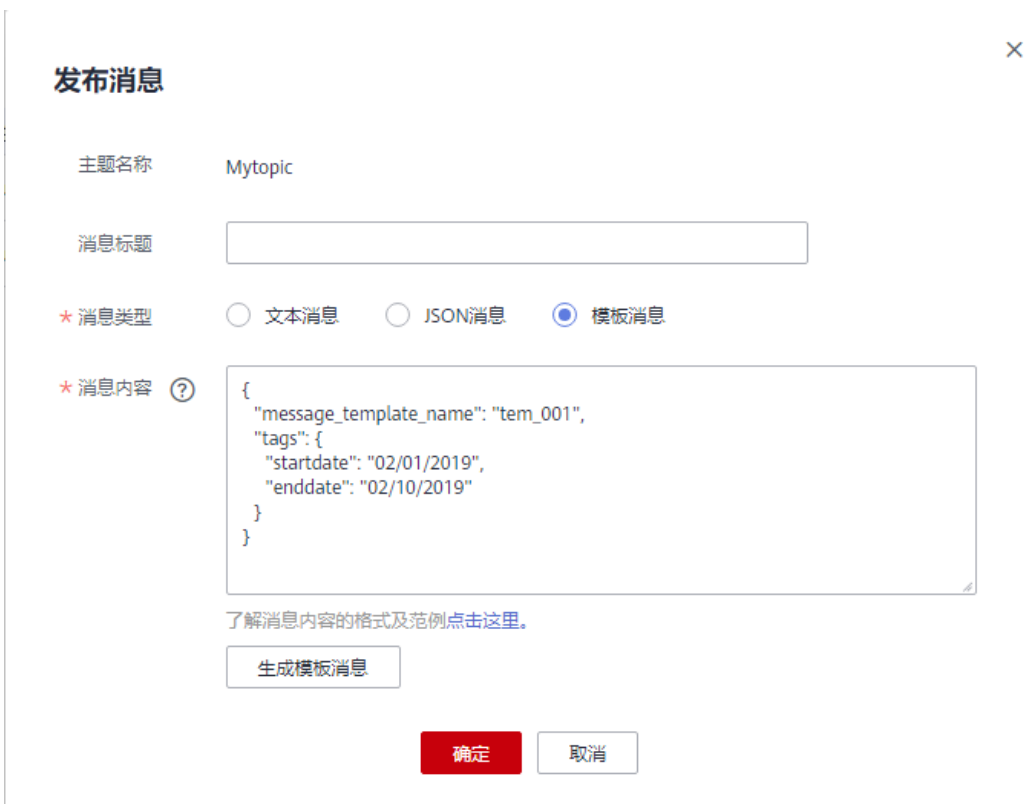 发布消息
主题名称 Mytopic
消息标题
* 消息类型 文本消息 JSON消息 模板消息
* 消息内容 ?
{
"message_template_name": "tem_001",
"tags": {
"startdate": "02/01/2019",
"enddate": "02/10/2019"
}
}
了解消息内容的格式及范例点击这里。
生成模板消息
确定 取消